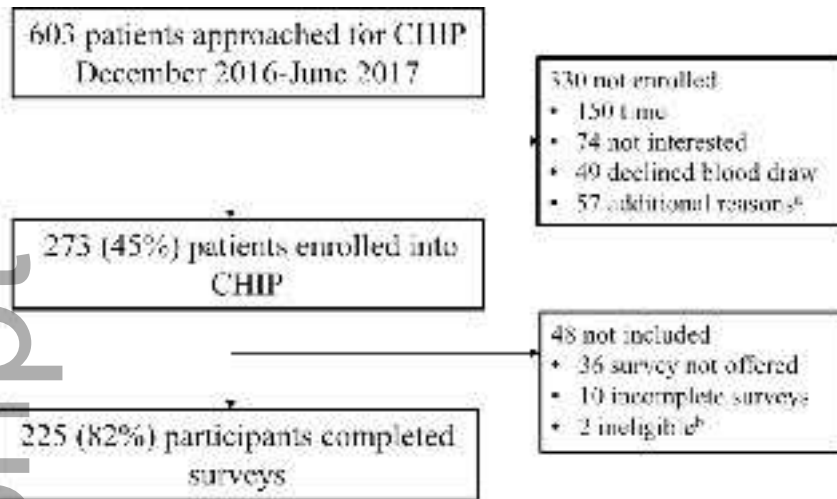 603 patients approached for CHIP
December 2016-June 2017
330 not enrolled
• 150 time
• 74 not interested
• 49 declined blood draw
• 57 additional reasonsᵃ
273 (45%) patients enrolled into
CHIP
48 not included
• 36 survey not offered
• 10 incomplete surveys
• 2 ineligibleᵇ
225 (82%) participants completed
surveys